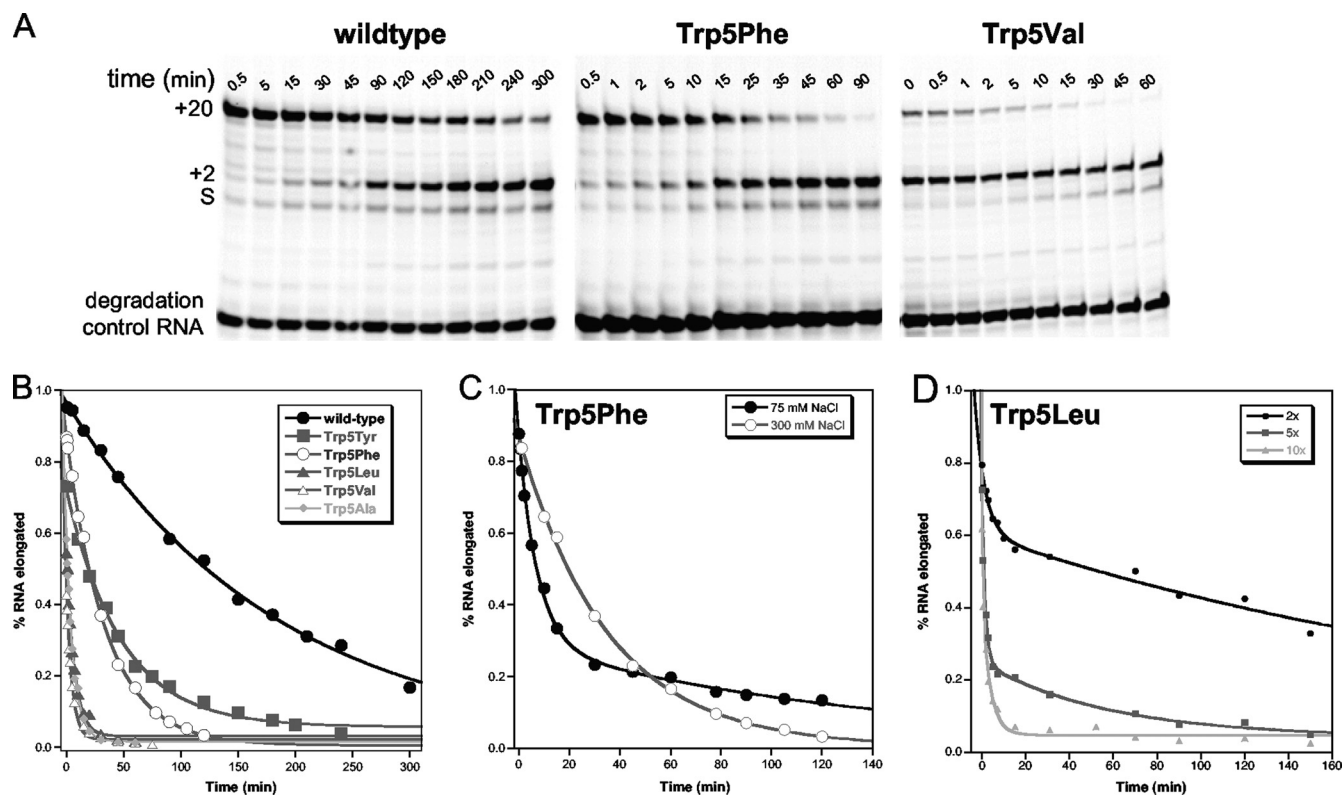 A
wildtype
Trp5Phe
Trp5Val
time (min)
0.5 5 15 30 45 90 120 150 180 210 240 300
0.5 1 2 5 10 15 25 35 45 60 90
0 0.5 1 2 5 10 15 30 45 60
+20
+2
S
degradation
control RNA
B
1.0
0.8
0.6
0.4
0.2
0.0
% RNA elongated
wild-type
Trp5Tyr
Trp5Phe
Trp5Leu
Trp5Val
Trp5Ala
0 50 100 150 200 250 300
Time (min)
C
Trp5Phe
1.0
0.8
0.6
0.4
0.2
0.0
% RNA elongated
75 mM NaCl
300 mM NaCl
0 20 40 60 80 100 120 140
Time (min)
D
Trp5Leu
1.0
0.8
0.6
0.4
0.2
0.0
% RNA elongated
2x
5x
10x
0 20 40 60 80 100 120 140 160
Time (min)